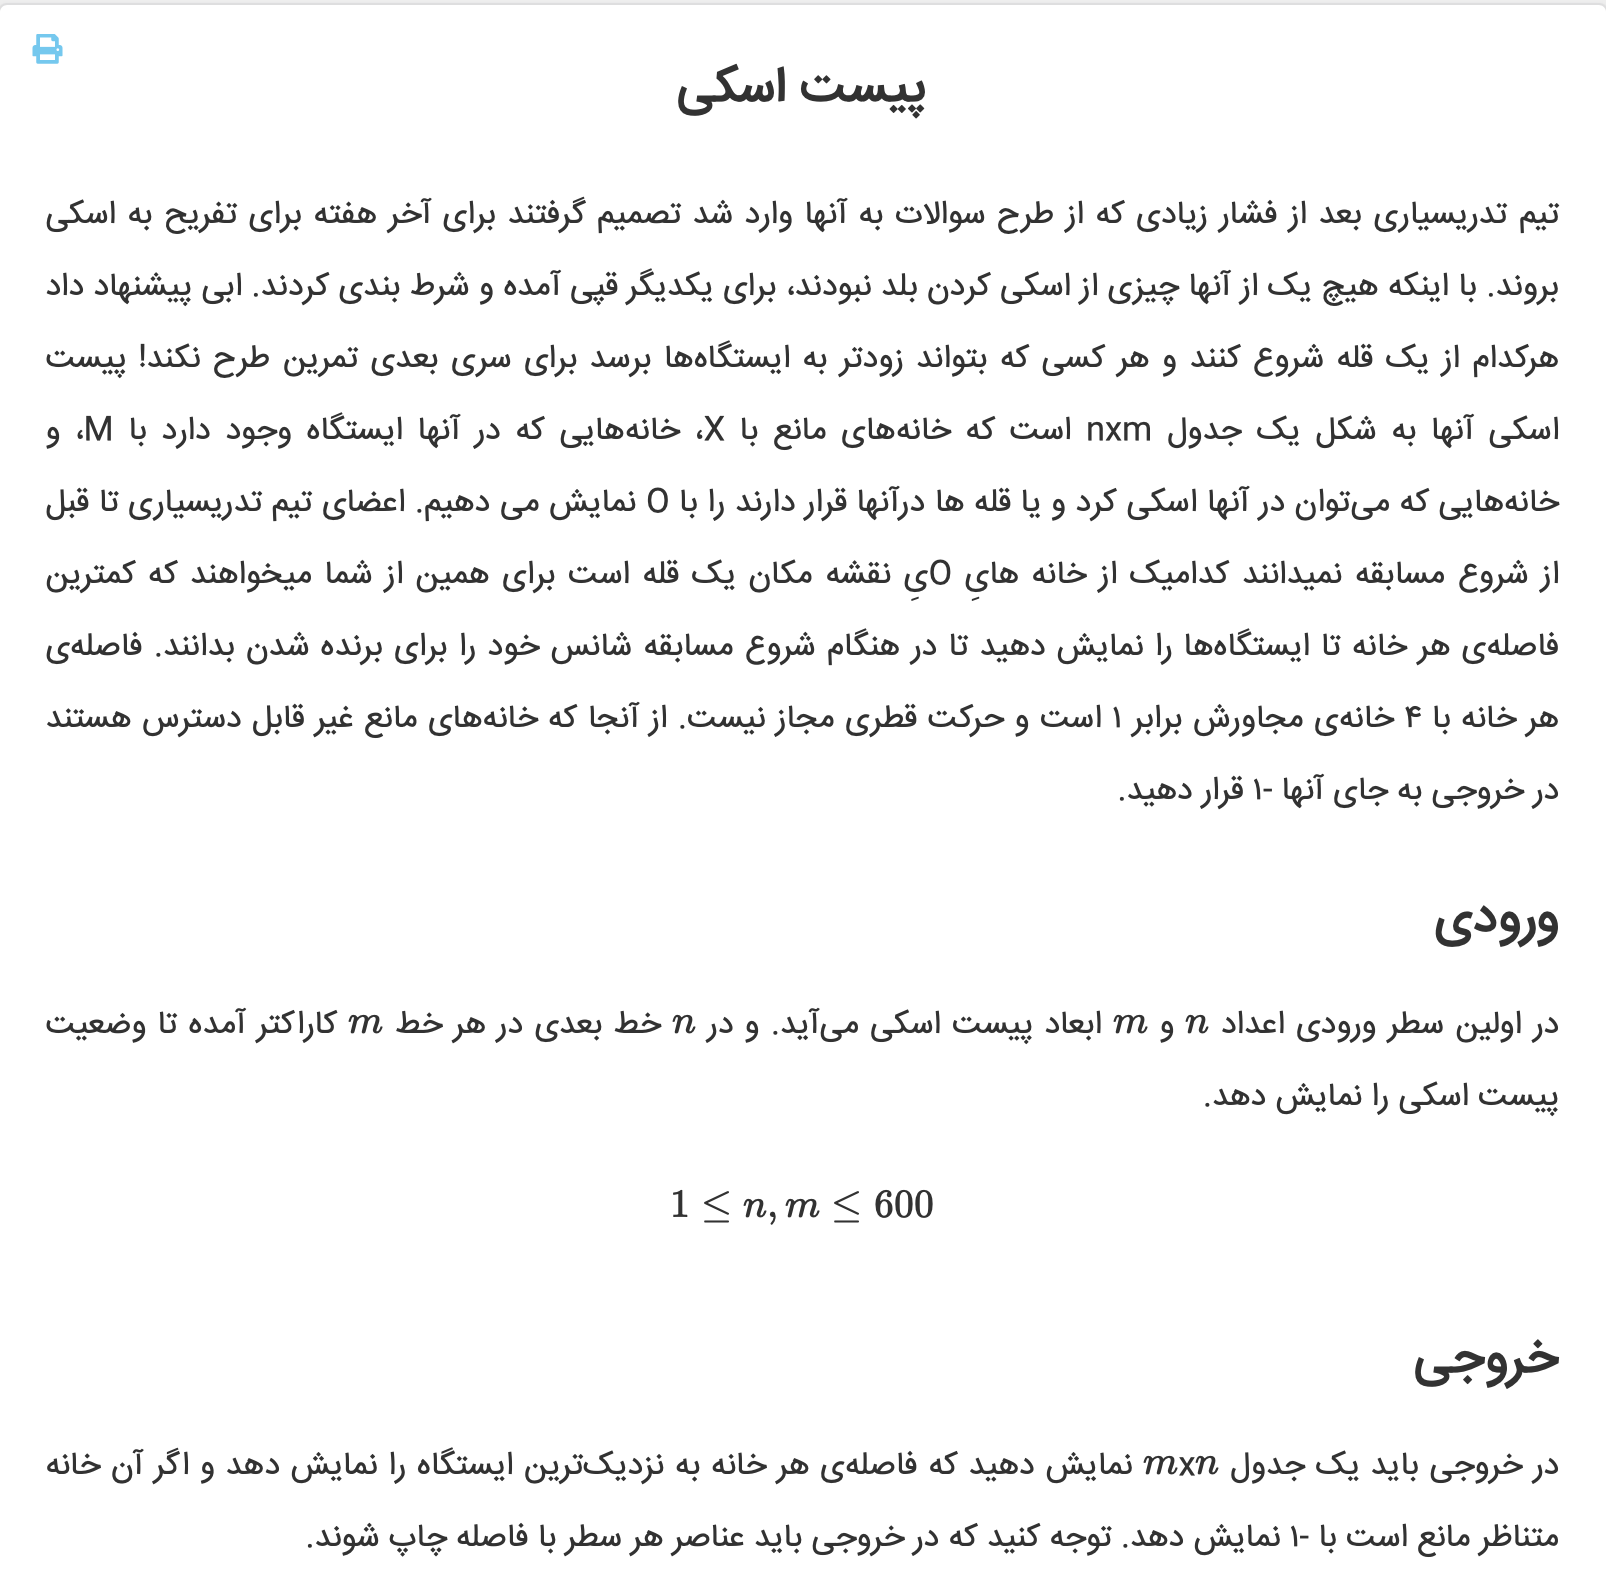 پیست اسکی
تیم تدریسیاری بعد از فشار زیادی که از طرح سوالات به آنها وارد شد تصمیم گرفتند برای آخر هفته برای تفریح به اسکی
بروند. با اینکه هیچ یک از آنها چیزی از اسکی کردن بلد نبودند، برای یکدیگر قپی آمده و شرط بندی کردند. ابی پیشنهاد داد
هرکدام از یک قله شروع کنند و هر کسی که بتواند زودتر به ایستگاه‌ها برسد برای سری بعدی تمرین طرح نکند! پیست
اسکی آنها به شکل یک جدول nxm است که خانه‌های مانع با X، خانه‌هایی که در آنها ایستگاه وجود دارد با M، و
خانه‌هایی که می‌توان در آنها اسکی کرد و یا قله ها درآنها قرار دارند را با O نمایش می دهیم. اعضای تیم تدریسیاری تا قبل
از شروع مسابقه نمیدانند کدامیک از خانه هایِ Oیِ نقشه مکان یک قله است برای همین از شما میخواهند که کمترین
فاصله‌ی هر خانه تا ایستگاه‌ها را نمایش دهید تا در هنگام شروع مسابقه شانس خود را برای برنده شدن بدانند. فاصله‌ی
هر خانه با ۴ خانه‌ی مجاورش برابر ۱ است و حرکت قطری مجاز نیست. از آنجا که خانه‌های مانع غیر قابل دسترس هستند
در خروجی به جای آنها -۱ قرار دهید.
ورودی
در اولین سطر ورودی اعداد n و m ابعاد پیست اسکی می‌آید. و در n خط بعدی در هر خط m کاراکتر آمده تا وضعیت
پیست اسکی را نمایش دهد.
1 ≤ n, m ≤ 600
خروجی
در خروجی باید یک جدول mxn نمایش دهید که فاصله‌ی هر خانه به نزدیک‌ترین ایستگاه را نمایش دهد و اگر آن خانه
متناظر مانع است با -۱ نمایش دهد. توجه کنید که در خروجی باید عناصر هر سطر با فاصله چاپ شوند.